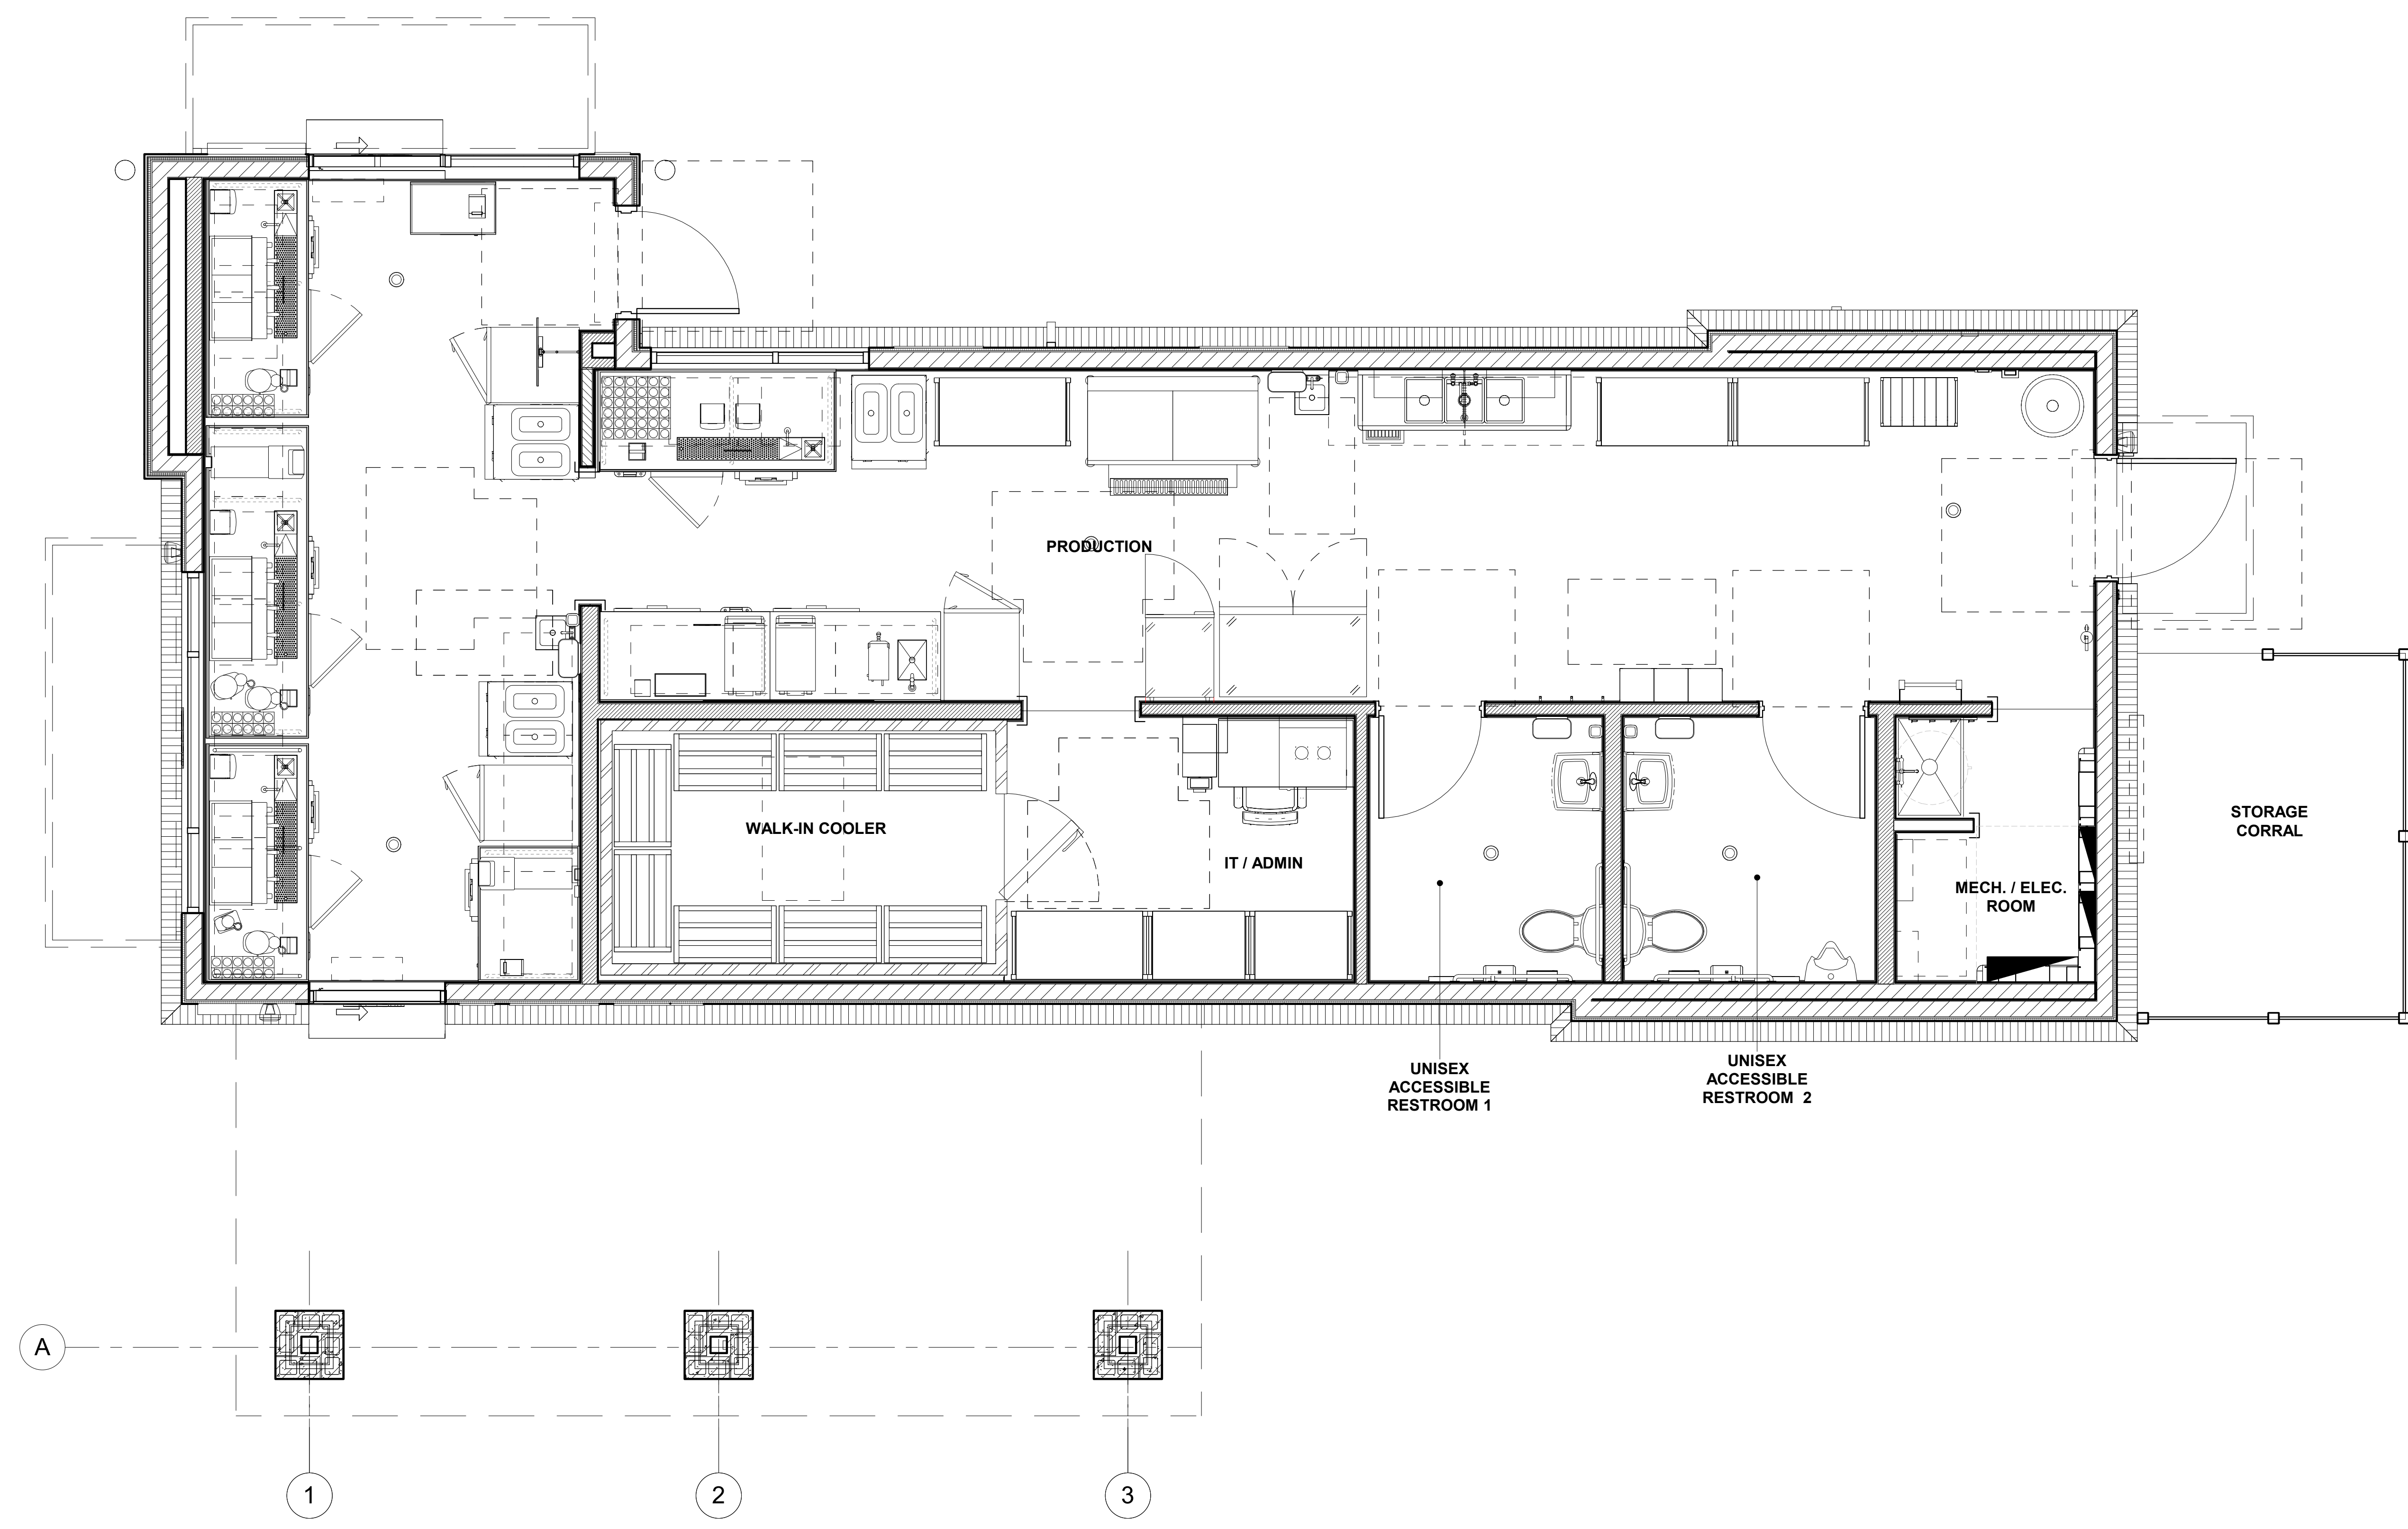 PRODUCTION
WALK-IN COOLER
IT / ADMIN
MECH. / ELEC.
ROOM
STORAGE
CORRAL
UNISEX
ACCESSIBLE
RESTROOM 1
UNISEX
ACCESSIBLE
RESTROOM 2
A
1
2
3